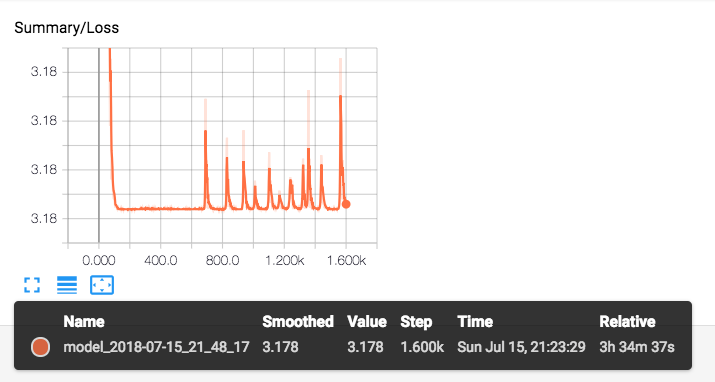 Summary/Loss
3.18
3.18
3.18
3.18
0.000 400.0 800.0 1.200k 1.600k
Name Smoothed Value Step Time Relative
model_2018-07-15_21_48_17 3.178 3.178 1.600k Sun Jul 15, 21:23:29 3h 34m 37s